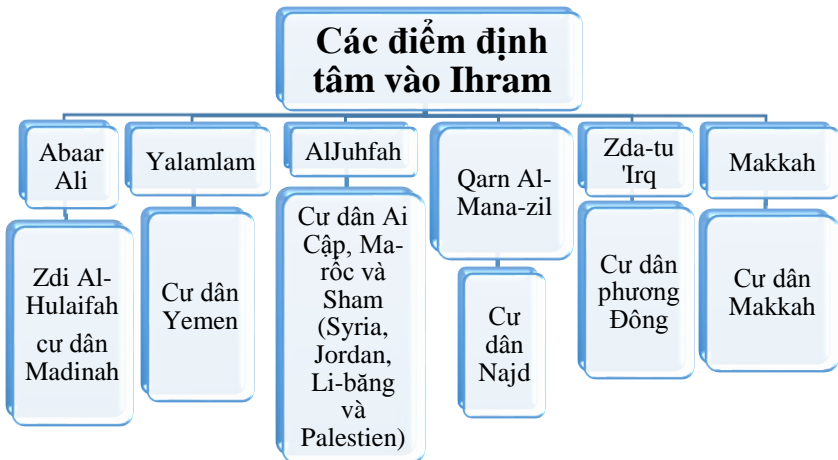 Các điểm định
tâm vào Ihram
Abaar
Ali
Zdi Al-
Hulaifah
cư dân
Madinah
Yalamlam
Cư dân
Yemen
AlJuhfah
Cư dân Ai
Cập, Ma-
rốc và
Sham
(Syria,
Jordan,
Li-băng
và
Palestien)
Qarn Al-
Mana-zil
Cư
dân
Najd
Zda-tu
'Irq
Cư dân
phương
Đông
Makkah
Cư dân
Makkah